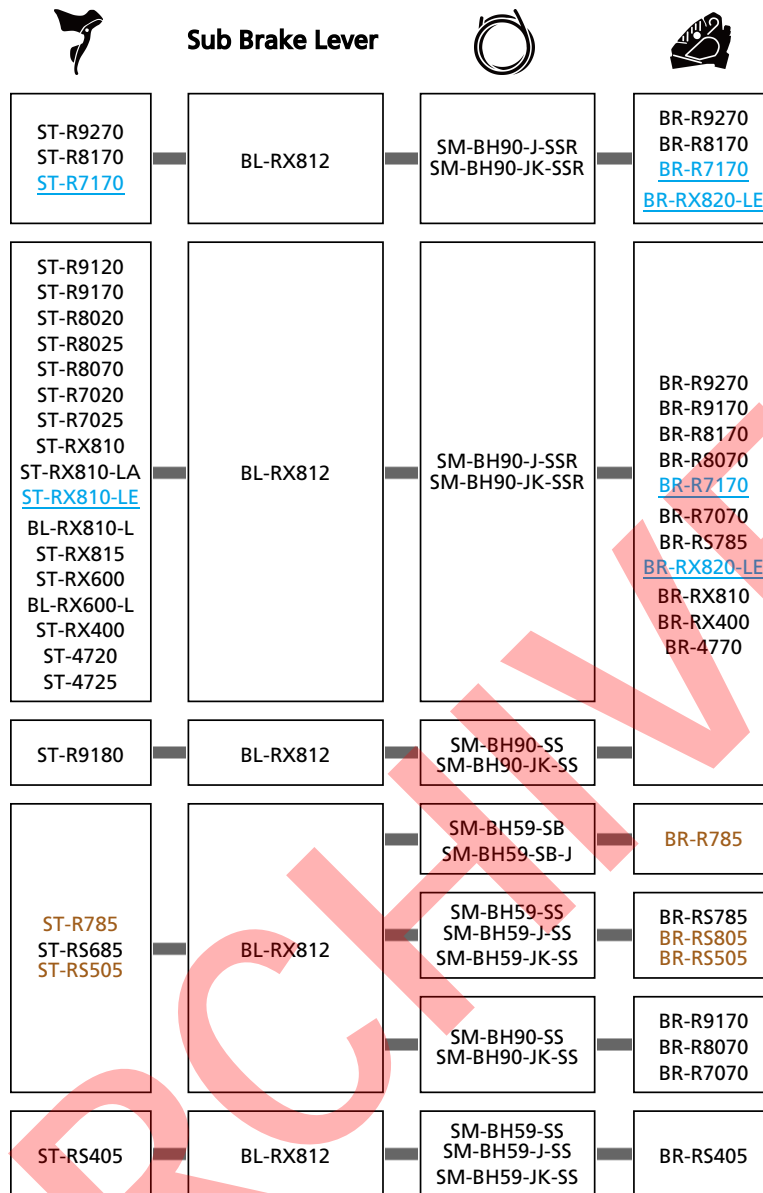 Sub Brake Lever
ST-R9270
ST-R8170
ST-R7170
BL-RX812
SM-BH90-J-SSR
SM-BH90-JK-SSR
BR-R9270
BR-R8170
BR-R7170
BR-RX820-LE
ST-R9120
ST-R9170
ST-R8020
ST-R8025
ST-R8070
ST-R7020
ST-R7025
ST-RX810
ST-RX810-LA
ST-RX810-LE
BL-RX810-L
ST-RX815
ST-RX600
BL-RX600-L
ST-RX400
ST-4720
ST-4725
BL-RX812
SM-BH90-J-SSR
SM-BH90-JK-SSR
BR-R9270
BR-R9170
BR-R8170
BR-R8070
BR-R7170
BR-R7070
BR-RS785
BR-RX820-LE
BR-RX810
BR-RX400
BR-4770
ST-R9180
BL-RX812
SM-BH90-SS
SM-BH90-JK-SS
ST-R785
ST-RS685
ST-RS505
BL-RX812
SM-BH59-SB
SM-BH59-SB-J
BR-R785
SM-BH59-SS
SM-BH59-J-SS
SM-BH59-JK-SS
BR-RS785
BR-RS805
BR-RS505
SM-BH90-SS
SM-BH90-JK-SS
BR-R9170
BR-R8070
BR-R7070
ST-RS405
BL-RX812
SM-BH59-SS
SM-BH59-J-SS
SM-BH59-JK-SS
BR-RS405
RCHIVE